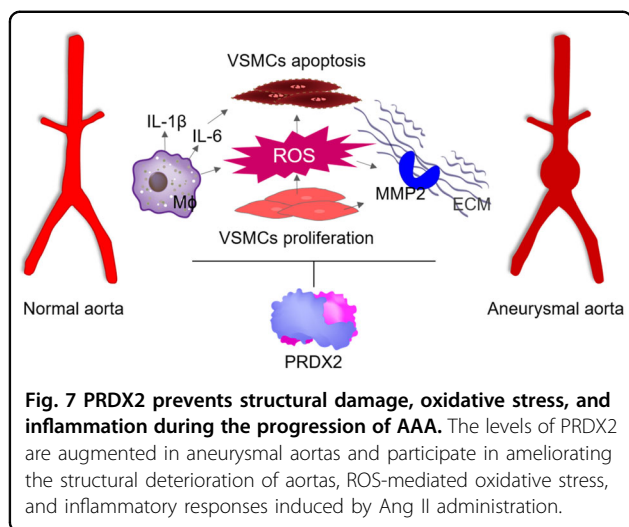 VSMCs apoptosis
IL-1β
IL-6
ROS
Mϕ
MMP2
ECM
VSMCs proliferation
Normal aorta
Aneurysmal aorta
PRDX2
Fig. 7 PRDX2 prevents structural damage, oxidative stress, and
inflammation during the progression of AAA. The levels of PRDX2
are augmented in aneurysmal aortas and participate in ameliorating
the structural deterioration of aortas, ROS-mediated oxidative stress,
and inflammatory responses induced by Ang II administration.